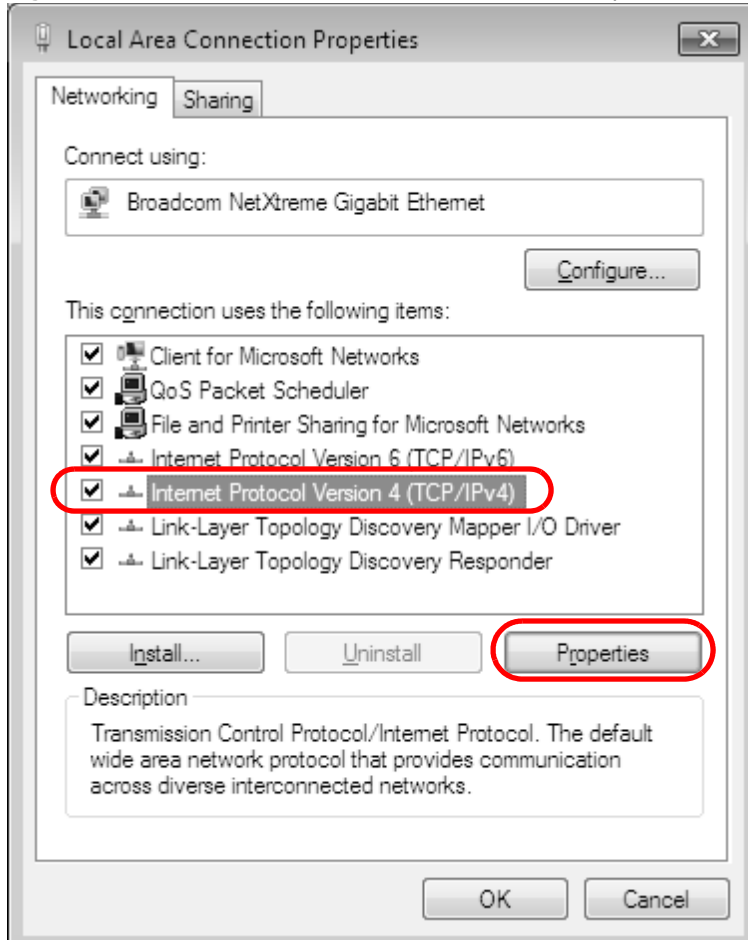 Local Area Connection Properties
Networking
Sharing
Connect using:
Broadcom NetXtreme Gigabit Ethernet
Configure...
This connection uses the following items:
Client for Microsoft Networks
QoS Packet Scheduler
File and Printer Sharing for Microsoft Networks
Internet Protocol Version 6 (TCP/IPv6)
Internet Protocol Version 4 (TCP/IPv4)
Link-Layer Topology Discovery Mapper I/O Driver
Link-Layer Topology Discovery Responder
Install...
Uninstall
Properties
Description
Transmission Control Protocol/Internet Protocol. The default
wide area network protocol that provides communication
across diverse interconnected networks.
OK
Cancel